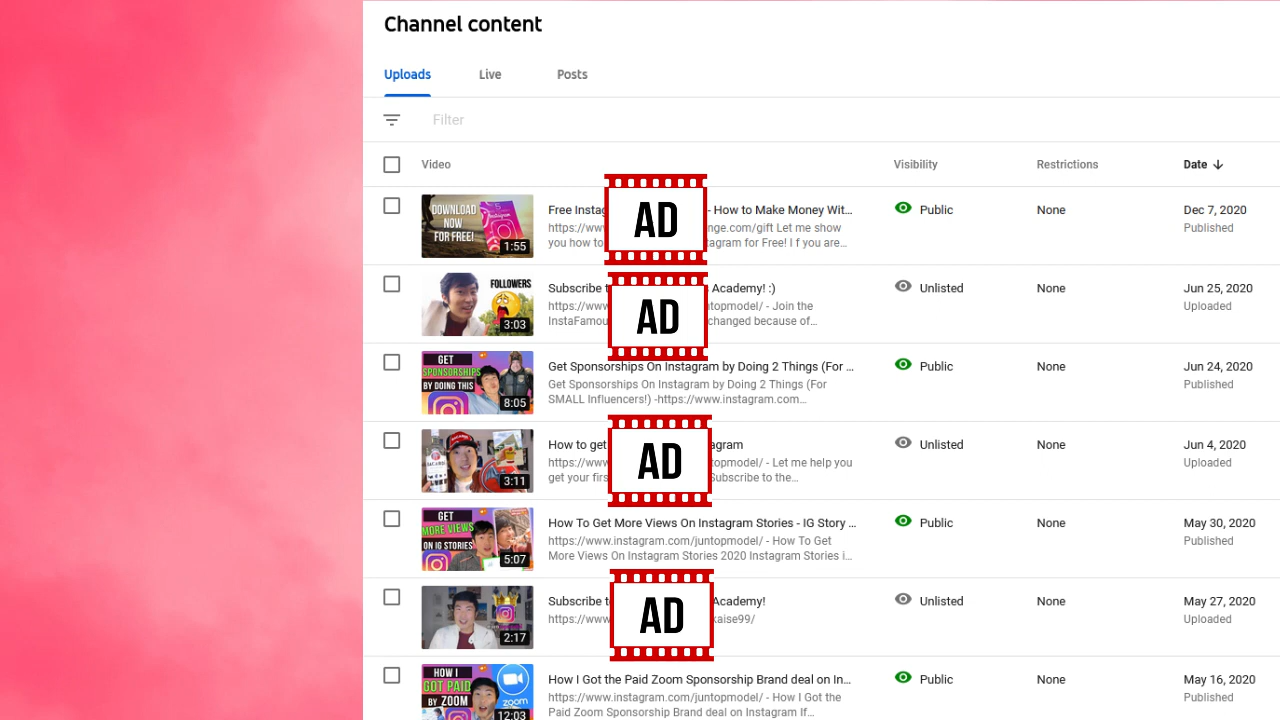 Channel content
Uploads Live Posts
Filter
Video Visibility Restrictions Date
DOWNLOAD
NOW
FOR FREE!
5
Instagram
1:55
Free Instag AD - How to Make Money Wit... Public None Dec 7, 2020
https://ww nge.com/gift Let me show Published
you how to tagram for Free! I f you are...
FOLLOWERS
3:03
Subscribe t AD Academy! :) Unlisted None Jun 25, 2020
https://www ntopmodel/ - Join the Uploaded
InstaFamou changed because of...
GET
SPONSORSHIPS
BY DOING THIS
8:05
Get Sponsorships On Instagram by Doing 2 Things (For ... Public None Jun 24, 2020
Get Sponsorships On Instagram by Doing 2 Things (For Published
SMALL Influencers!) -https://www.instagram.com...
3:11
How to get AD agram Unlisted None Jun 4, 2020
https://www topmodel/ - Let me help you Uploaded
get your firs Subscribe to the...
GET
MORE VIEWS
ON IG STORIES
5:07
How To Get More Views On Instagram Stories - IG Story ... Public None May 30, 2020
https://www.instagram.com/juntopmodel/ - How To Get Published
More Views On Instagram Stories 2020 Instagram Stories i...
2:17
Subscribe to AD Academy! Unlisted None May 27, 2020
https://www kaise99/ Uploaded
HOW I
GOT PAID
BY ZOOM
zoom
12:03
How I Got the Paid Zoom Sponsorship Brand deal on In... Public None May 16, 2020
https://www.instagram.com/juntopmodel/ - How I Got the Published
Paid Zoom Sponsorship Brand deal on Instagram If...